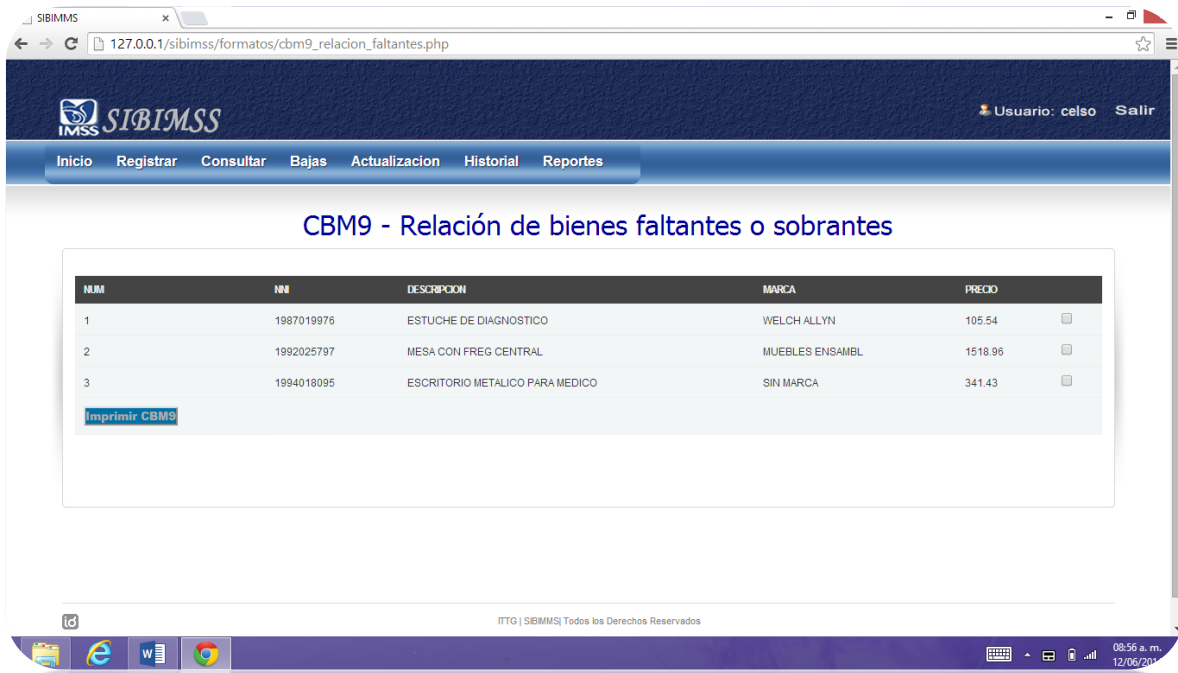 SIBIMMS
127.0.0.1/sibimss/formatos/cbm9_relacion_faltantes.php
IMSS SIBIMSS
Usuario: celso Salir
Inicio Registrar Consultar Bajas Actualizacion Historial Reportes
CBM9 - Relación de bienes faltantes o sobrantes
NUM NNI DESCRIPCION MARCA PRECIO
1 1987019976 ESTUCHE DE DIAGNOSTICO WELCH ALLYN 105.54
2 1992025797 MESA CON FREG CENTRAL MUEBLES ENSAMBL 1518.96
3 1994018095 ESCRITORIO METALICO PARA MEDICO SIN MARCA 341.43
Imprimir CBM9
ITTG | SIBIMMS| Todos los Derechos Reservados
08:56 a. m.
12/06/201